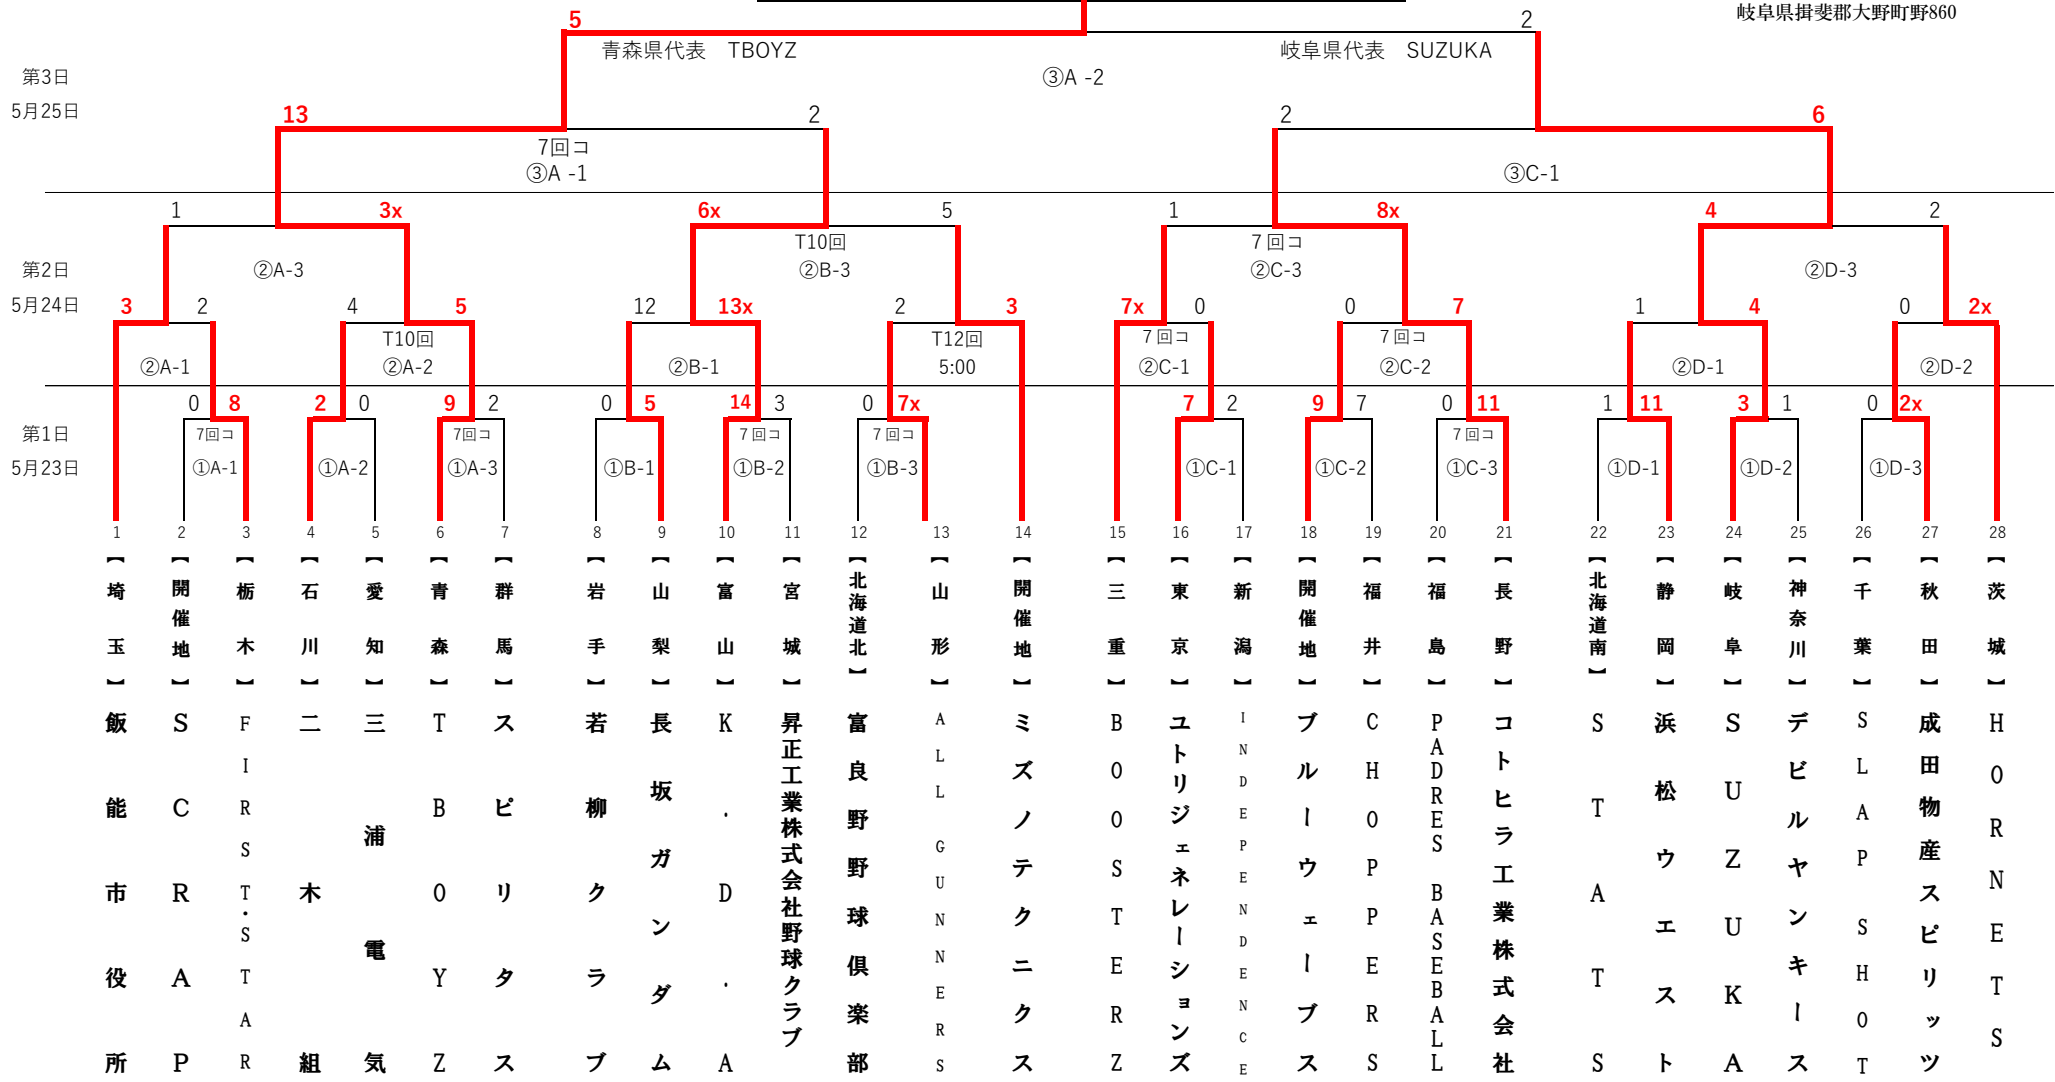 岐阜県揖斐郡大野町野860
5 2
青森県代表 TBOYZ 岐阜県代表 SUZUKA
第3日 ③A -2
5月25日 13 2 2 6
7回コ
③A -1 ③C-1
1 3x 6x 5 1 8x 4 2
T10回 7回コ
第2日 ②A-3 ②B-3 ②C-3 ②D-3
5月24日 3 2 4 5 12 13x 2 3 7x 0 0 7 1 4 0 2x
T10回 T12回 7回コ 7回コ
②A-1 ②A-2 ②B-1 5:00 ②C-1 ②C-2 ②D-1 ②D-2
0 8 2 0 9 2 0 5 14 3 0 7x 7 2 9 7 0 11 1 11 3 1 0 2x
第1日 7回コ 7回コ 7回コ 7回コ 7回コ
5月23日 ①A-1 ①A-2 ①A-3 ①B-1 ①B-2 ①B-3 ①C-1 ①C-2 ①C-3 ①D-1 ①D-2 ①D-3
1 2 3 4 5 6 7 8 9 10 11 12 13 14 15 16 17 18 19 20 21 22 23 24 25 26 27 28
【埼玉】飯能市役所
【開催地】SCRAP
【栃木】FIRST・STAR
【石川】二木組
【愛知】三浦電気
【青森】TBOYZ
【群馬】スピリタス
【岩手】若柳クラブ
【山梨】長坂ガンダム
【富山】K.D.A
【宮城】昇正工業株式会社野球クラブ
【北海道北】富良野野球倶楽部
【山形】ALL GUNNERS
【開催地】ミズノテクニクス
【三重】BOOSTERZ
【東京】ユトリジェネレーションズ
【新潟】INDEPENDENCE
【開催地】ブルーウェーブス
【福井】CHOPPERS
【福島】PADRES BASEBALL
【長野】コトヒラ工業株式会社
【北海道南】STATS
【静岡】浜松ウエスト
【岐阜】SUZUKA
【神奈川】デビルヤンキース
【千葉】SLAP SHOT
【秋田】成田物産スピリッツ
【茨城】HORNETS